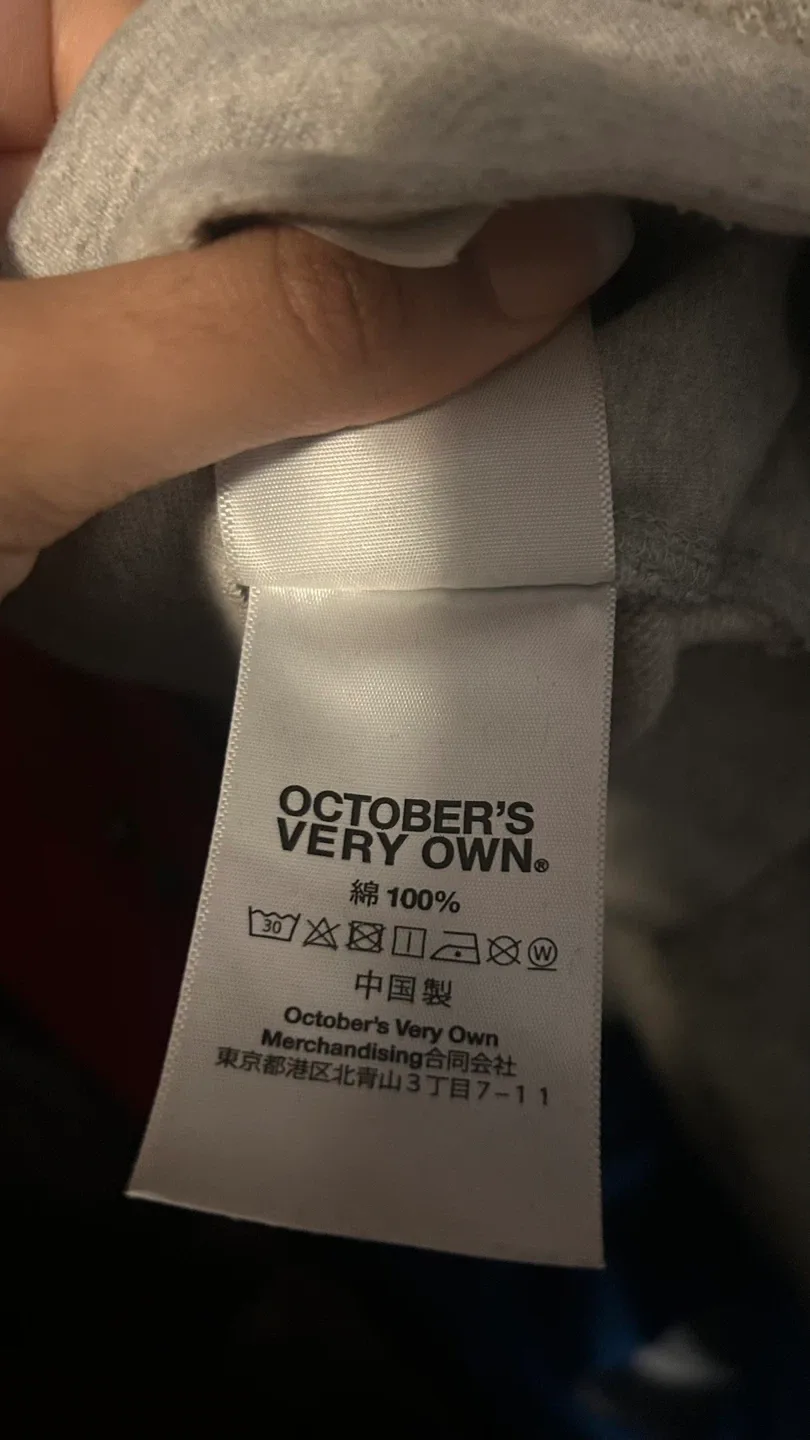 OCTOBER'S
VERY OWN®
綿 100%
30 W
中国製
October's Very Own
Merchandising合同会社
東京都港区北青山3丁目7-11